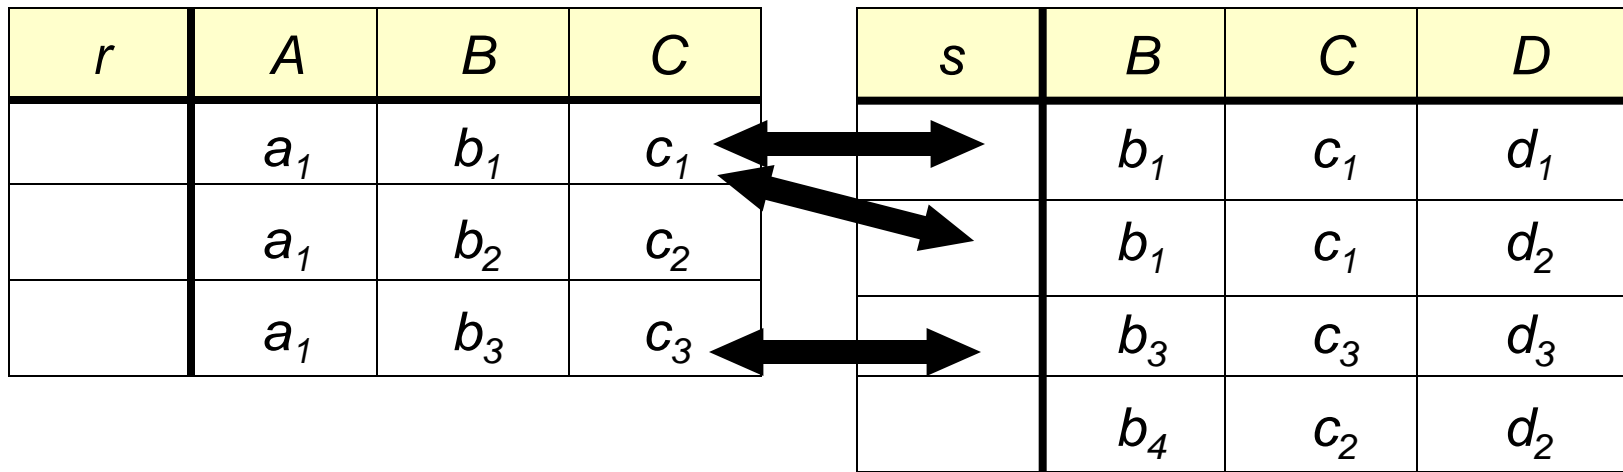 r A B C
a₁ b₁ c₁
a₁ b₂ c₂
a₁ b₃ c₃
s B C D
b₁ c₁ d₁
b₁ c₁ d₂
b₃ c₃ d₃
b₄ c₂ d₂